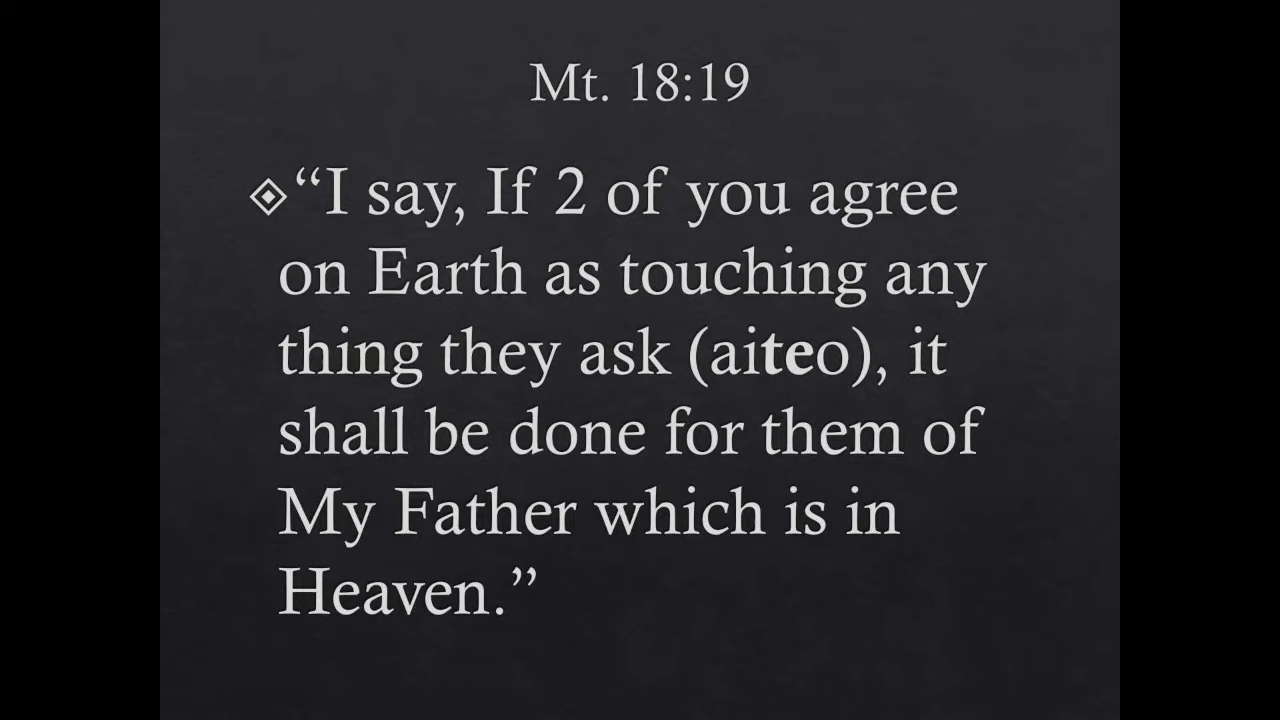 Mt. 18:19
“I say, If 2 of you agree
on Earth as touching any
thing they ask (aiteo), it
shall be done for them of
My Father which is in
Heaven.”